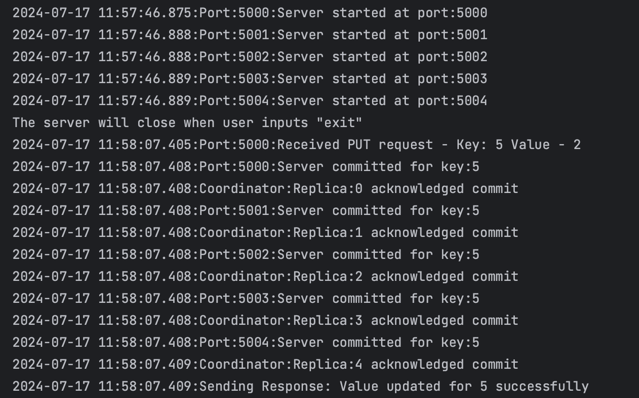 2024-07-17 11:57:46.875:Port:5000:Server started at port:5000
2024-07-17 11:57:46.888:Port:5001:Server started at port:5001
2024-07-17 11:57:46.888:Port:5002:Server started at port:5002
2024-07-17 11:57:46.889:Port:5003:Server started at port:5003
2024-07-17 11:57:46.889:Port:5004:Server started at port:5004
The server will close when user inputs "exit"
2024-07-17 11:58:07.405:Port:5000:Received PUT request - Key: 5 Value - 2
2024-07-17 11:58:07.408:Port:5000:Server committed for key:5
2024-07-17 11:58:07.408:Coordinator:Replica:0 acknowledged commit
2024-07-17 11:58:07.408:Port:5001:Server committed for key:5
2024-07-17 11:58:07.408:Coordinator:Replica:1 acknowledged commit
2024-07-17 11:58:07.408:Port:5002:Server committed for key:5
2024-07-17 11:58:07.408:Coordinator:Replica:2 acknowledged commit
2024-07-17 11:58:07.408:Port:5003:Server committed for key:5
2024-07-17 11:58:07.408:Coordinator:Replica:3 acknowledged commit
2024-07-17 11:58:07.408:Port:5004:Server committed for key:5
2024-07-17 11:58:07.409:Coordinator:Replica:4 acknowledged commit
2024-07-17 11:58:07.409:Sending Response: Value updated for 5 successfully